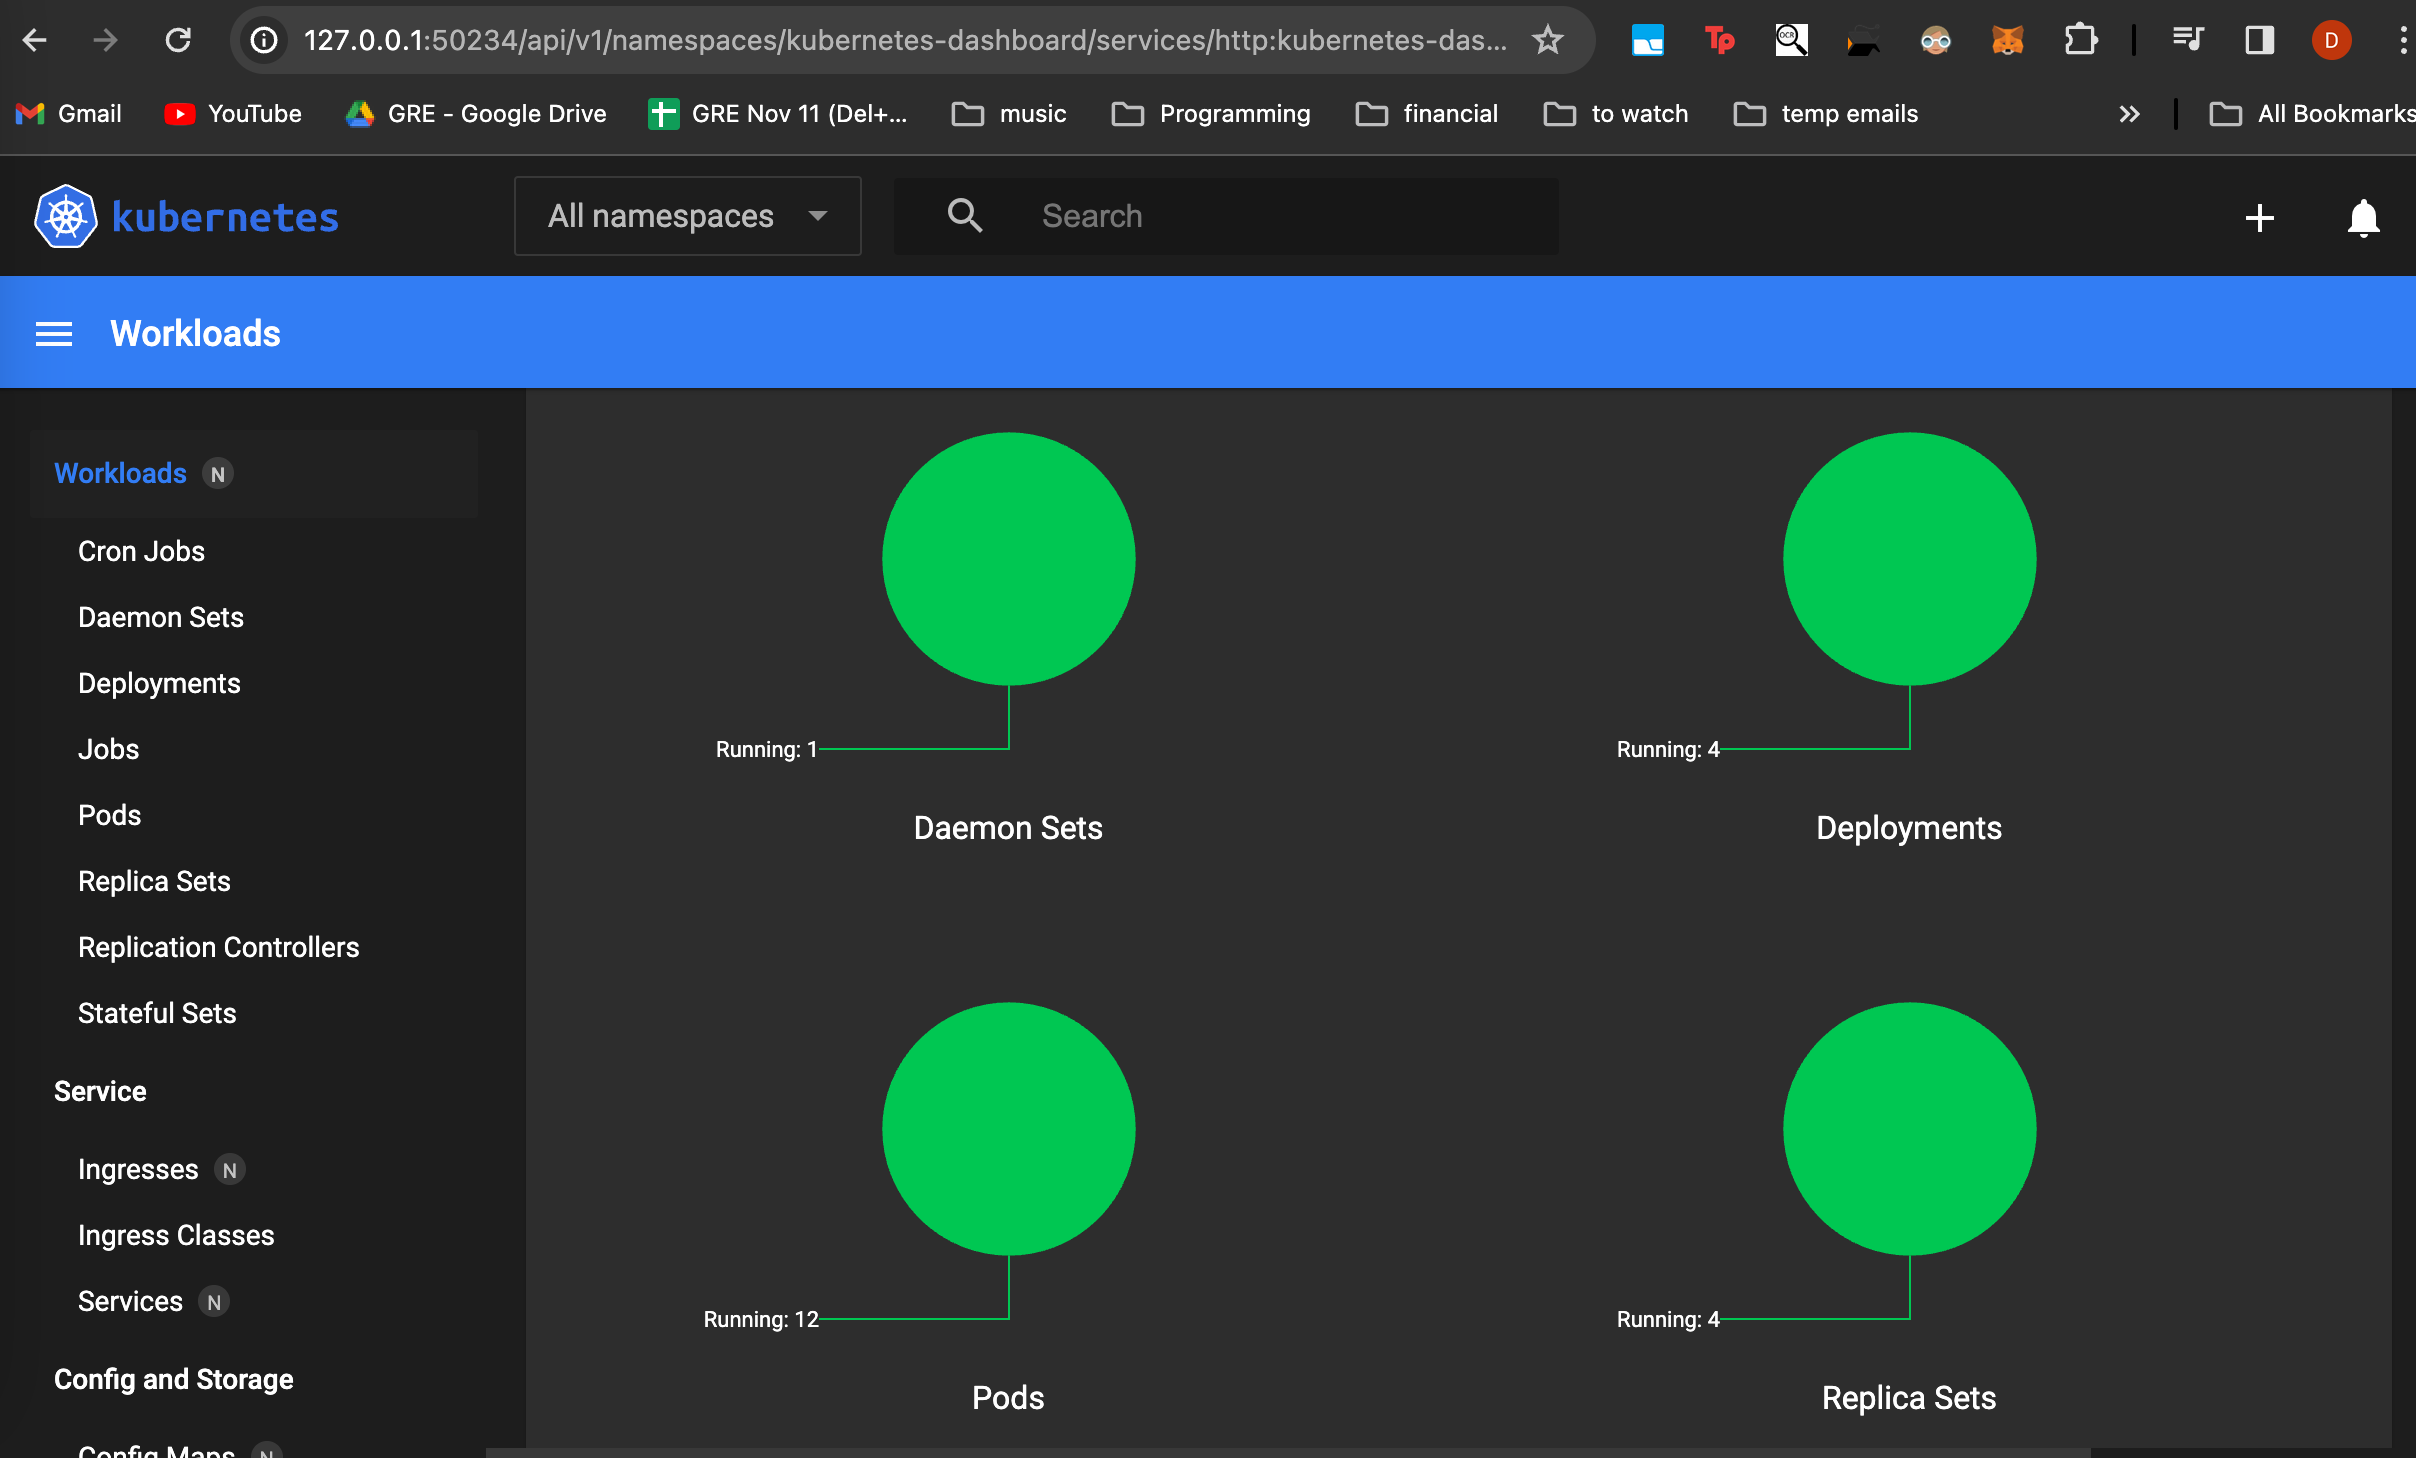 127.0.0.1:50234/api/v1/namespaces/kubernetes-dashboard/services/http:kubernetes-das...
Tp
OCR
D
Gmail
YouTube
GRE - Google Drive
GRE Nov 11 (Del+...
music
Programming
financial
to watch
temp emails
All Bookmarks
kubernetes
All namespaces
Search
Workloads
Workloads N
Cron Jobs
Daemon Sets
Deployments
Jobs
Pods
Replica Sets
Replication Controllers
Stateful Sets
Service
Ingresses N
Ingress Classes
Services N
Config and Storage
Config Maps N
Running: 1
Daemon Sets
Running: 4
Deployments
Running: 12
Pods
Running: 4
Replica Sets